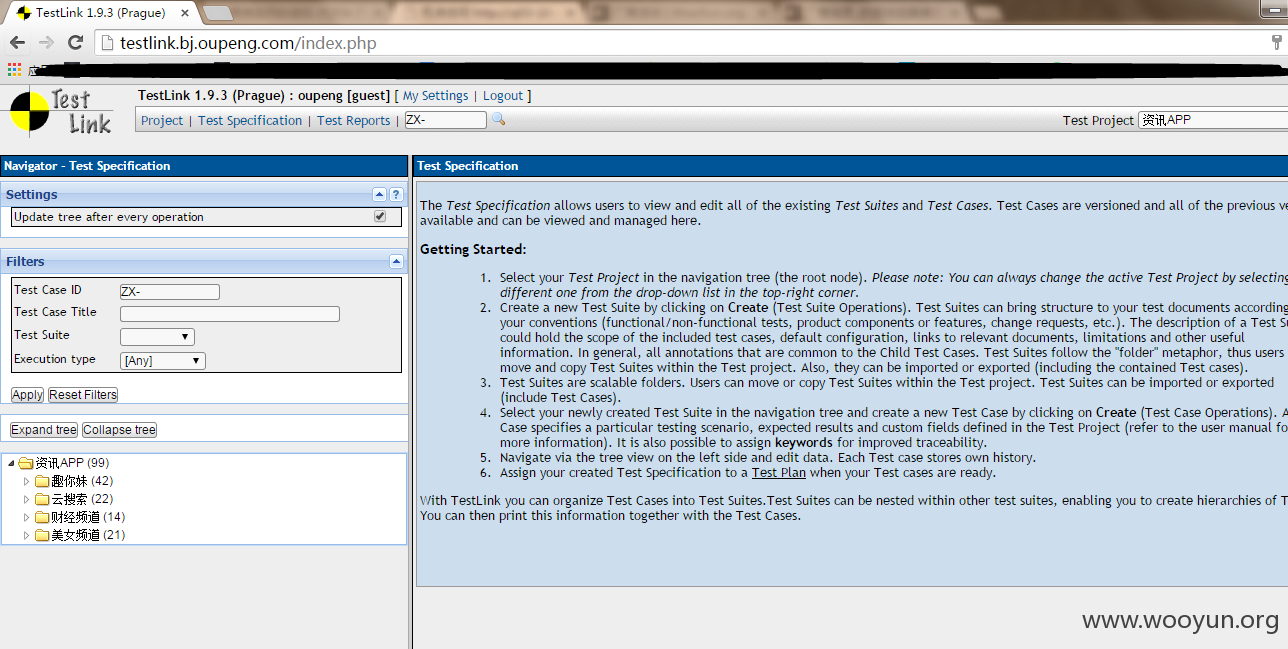 TestLink 1.9.3 (Prague)
testlink.bj.oupeng.com/index.php
Test Link
TestLink 1.9.3 (Prague) : oupeng [guest] [ My Settings | Logout ]
Project | Test Specification | Test Reports | ZX-
Test Project 资讯APP
Navigator - Test Specification
Settings
Update tree after every operation
Filters
Test Case ID ZX-
Test Case Title
Test Suite
Execution type [Any]
Apply Reset Filters
Expand tree Collapse tree
资讯APP (99)
趣你妹 (42)
云搜索 (22)
财经频道 (14)
美女频道 (21)
Test Specification
The Test Specification allows users to view and edit all of the existing Test Suites and Test Cases. Test Cases are versioned and all of the previous
available and can be viewed and managed here.
Getting Started:
1. Select your Test Project in the navigation tree (the root node). Please note: You can always change the active Test Project by selecting
different one from the drop-down list in the top-right corner.
2. Create a new Test Suite by clicking on Create (Test Suite Operations). Test Suites can bring structure to your test documents according
your conventions (functional/non-functional tests, product components or features, change requests, etc.). The description of a Test
could hold the scope of the included test cases, default configuration, links to relevant documents, limitations and other useful
information. In general, all annotations that are common to the Child Test Cases. Test Suites follow the "folder" metaphor, thus users
move and copy Test Suites within the Test project. Also, they can be imported or exported (including the contained Test cases).
3. Test Suites are scalable folders. Users can move or copy Test Suites within the Test project. Test Suites can be imported or exported
(include Test Cases).
4. Select your newly created Test Suite in the navigation tree and create a new Test Case by clicking on Create (Test Case Operations). A
Case specifies a particular testing scenario, expected results and custom fields defined in the Test Project (refer to the user manual fo
more information). It is also possible to assign keywords for improved traceability.
5. Navigate via the tree view on the left side and edit data. Each Test case stores own history.
6. Assign your created Test Specification to a Test Plan when your Test cases are ready.
With TestLink you can organize Test Cases into Test Suites.Test Suites can be nested within other test suites, enabling you to create hierarchies of T
You can then print this information together with the Test Cases.
www.wooyun.org